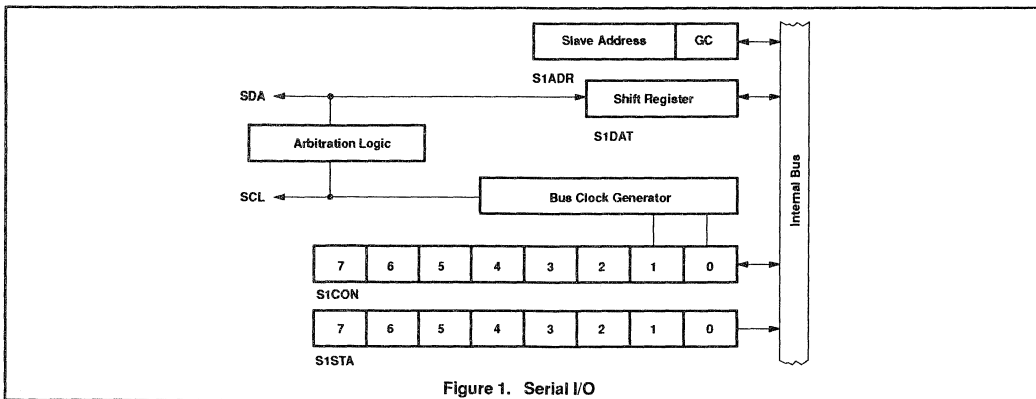 Slave Address GC
S1ADR
SDA
Shift Register
S1DAT
Arbitration Logic
SCL
Bus Clock Generator
Internal Bus
7 6 5 4 3 2 1 0
S1CON
7 6 5 4 3 2 1 0
S1STA
Figure 1. Serial I/O